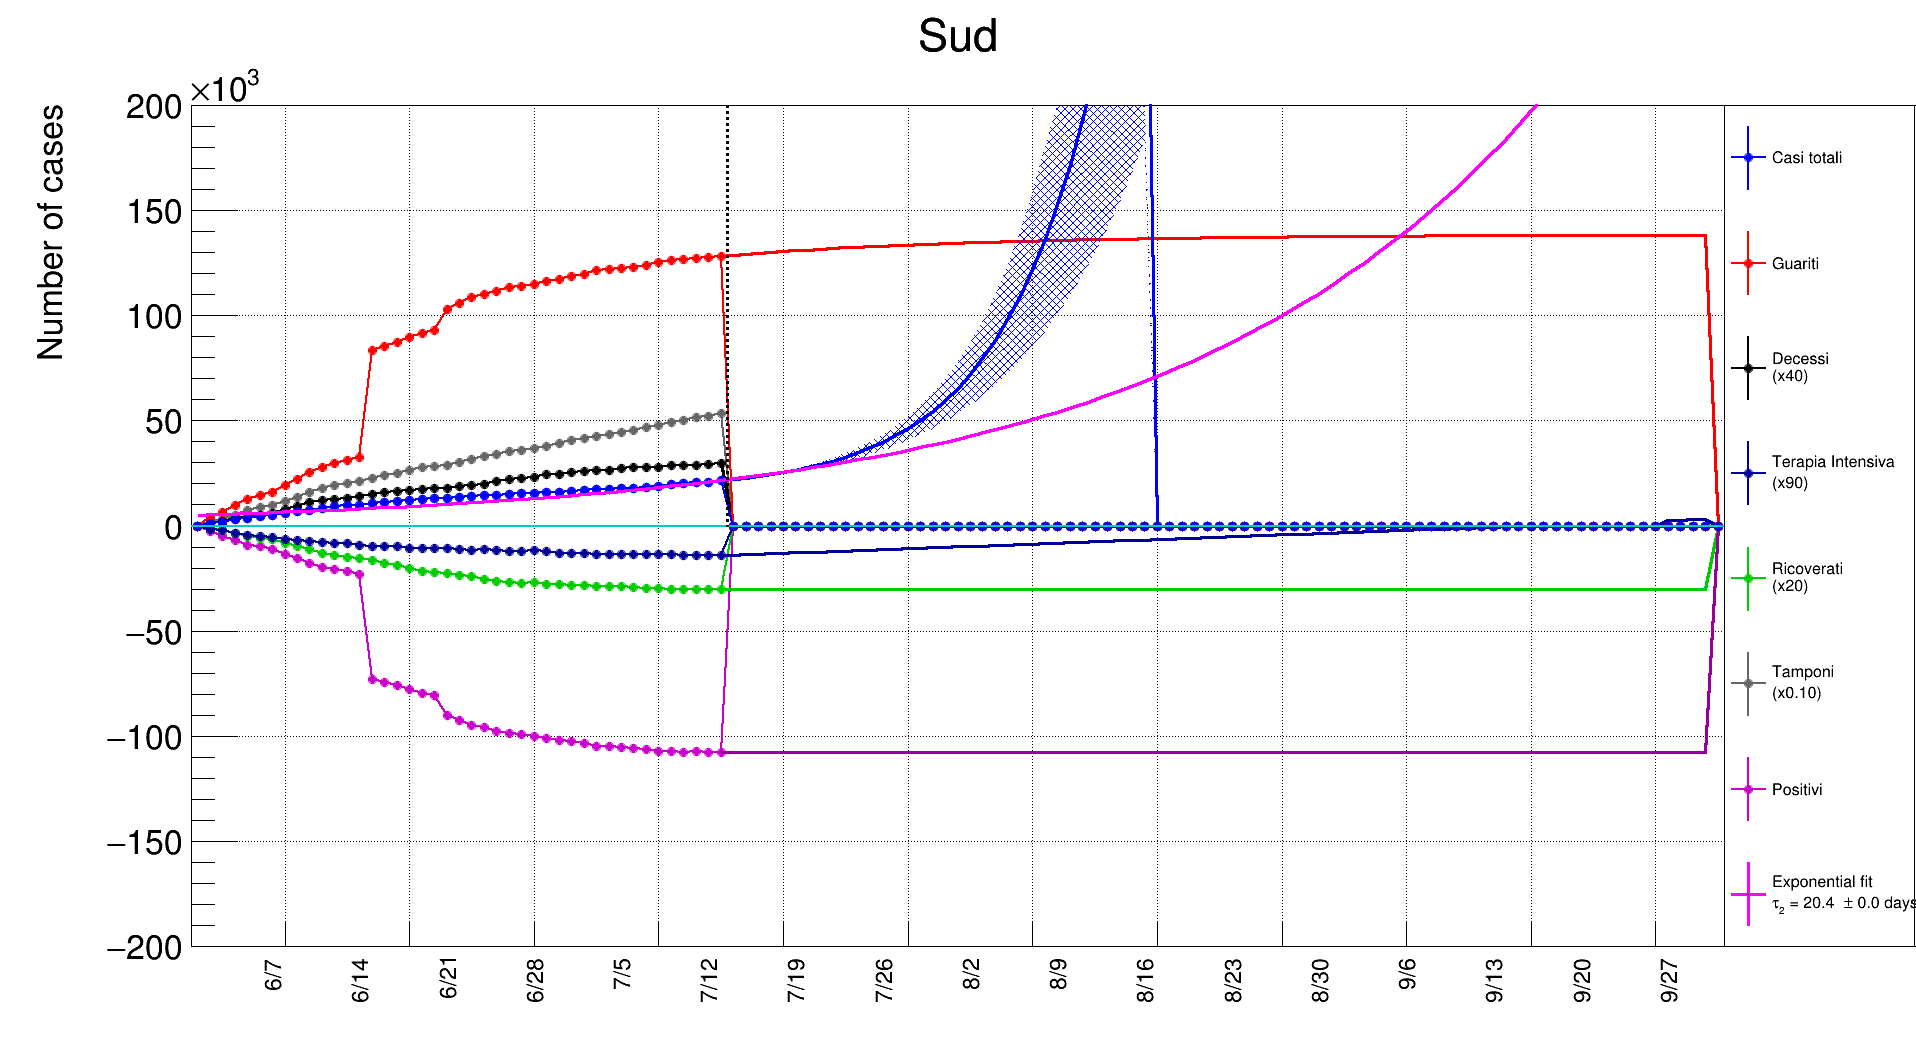 Sud
×10³
Number of cases
200
150
100
50
0
−50
−100
−150
−200
6/7
6/14
6/21
6/28
7/5
7/12
7/19
7/26
8/2
8/9
8/16
8/23
8/30
9/6
9/13
9/20
9/27
Casi totali
Guariti
Decessi
(x40)
Terapia Intensiva
(x90)
Ricoverati
(x20)
Tamponi
(x0.10)
Positivi
Exponential fit
τ₂ = 20.4 ± 0.0 days